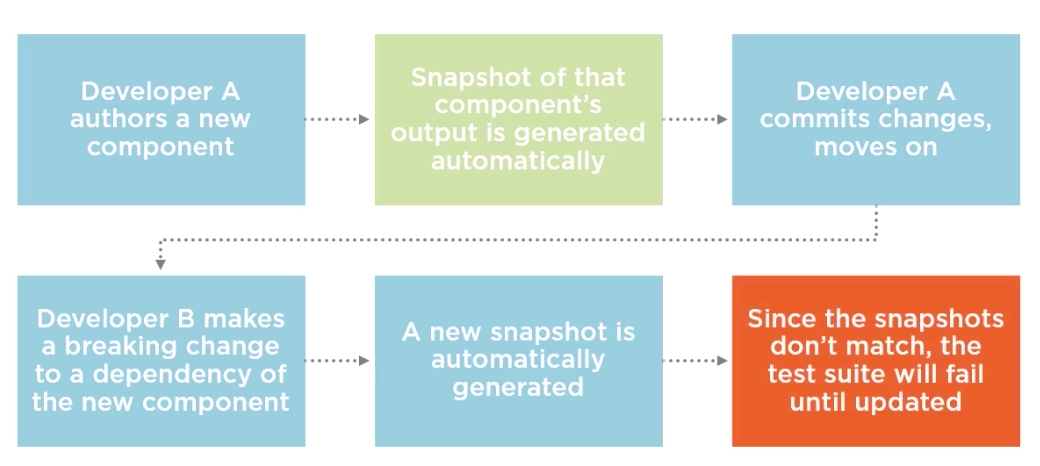 Developer A
authors a new
component
Snapshot of that
component's
output is generated
automatically
Developer A
commits changes,
moves on
Developer B makes
a breaking change
to a dependency of
the new component
A new snapshot is
automatically
generated
Since the snapshots
don't match, the
test suite will fail
until updated